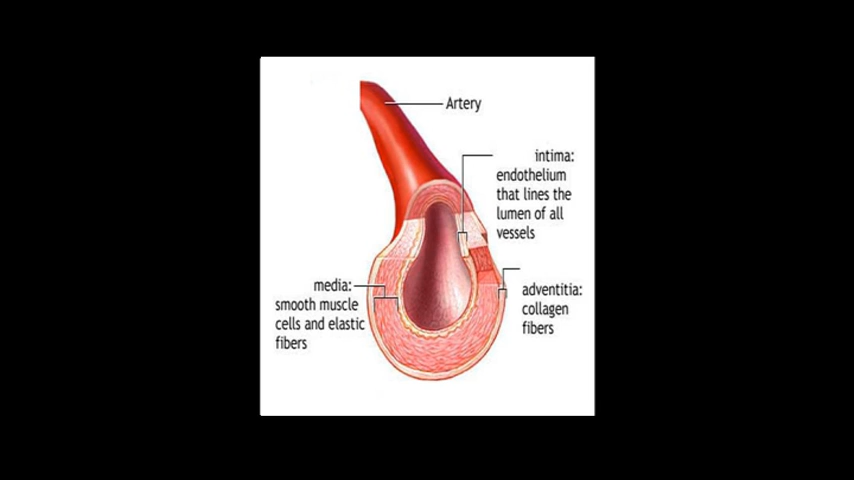 Artery
intima:
endothelium
that lines the
lumen of all
vessels
media:
smooth muscle
cells and elastic
fibers
adventitia:
collagen
fibers